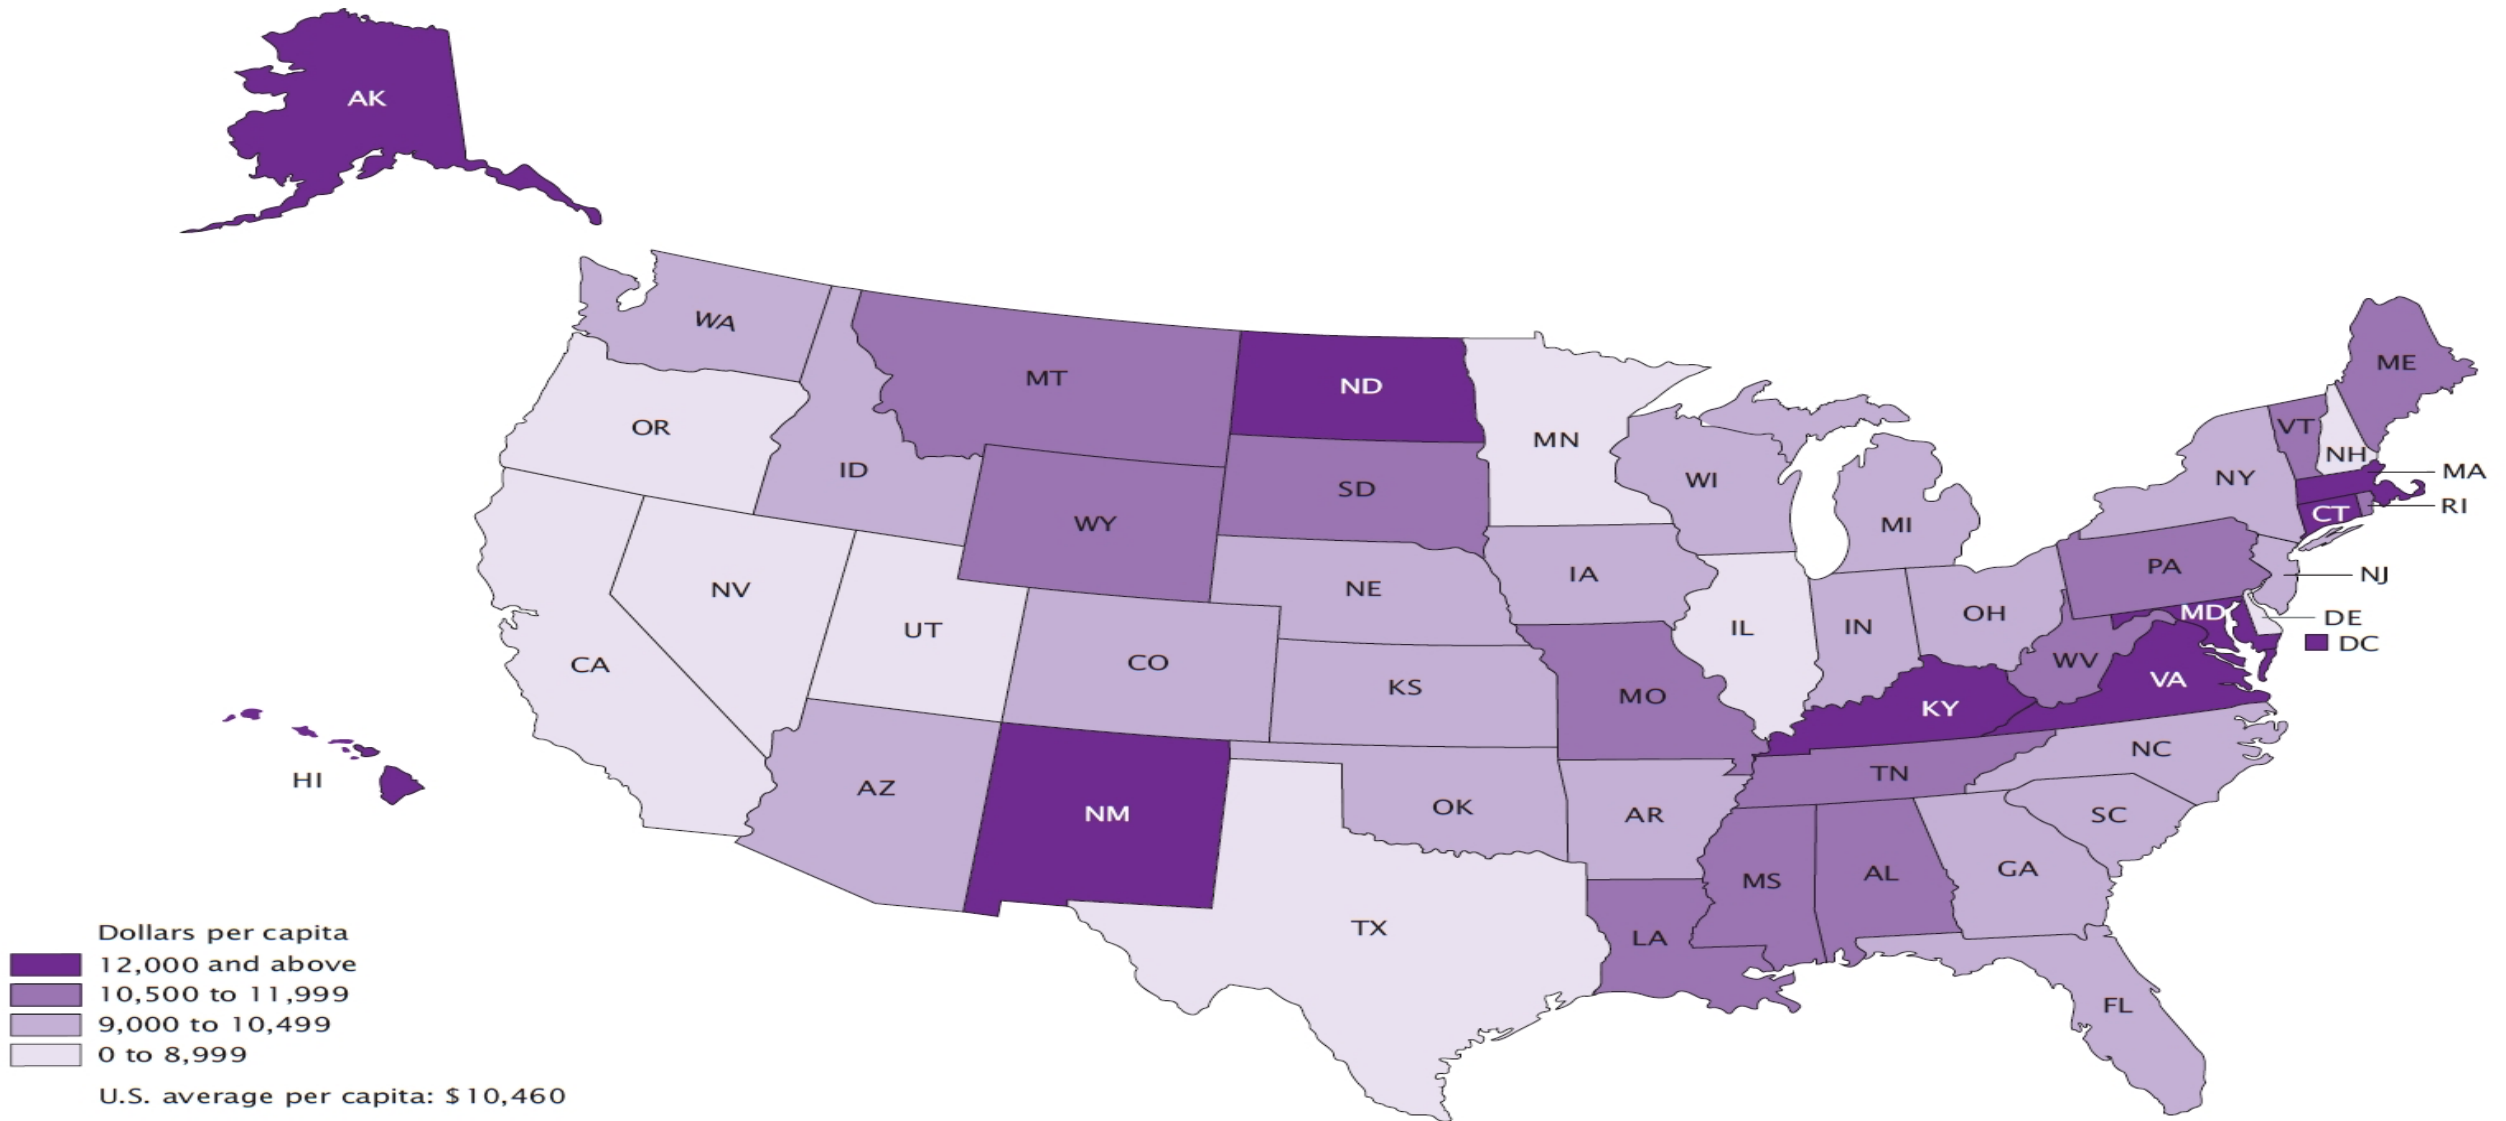 AK
WA
MT
ND
ME
OR
MN
VT
ID
NH
MA
WI
NY
SD
RI
WY
MI
CT
PA
IA
NJ
NE
NV
MD
OH
DE
UT
IL
IN
DC
CO
WV
CA
VA
KS
MO
KY
NC
HI
TN
AZ
OK
NM
AR
SC
GA
MS
AL
TX
LA
FL
Dollars per capita
12,000 and above
10,500 to 11,999
9,000 to 10,499
0 to 8,999
U.S. average per capita: $10,460